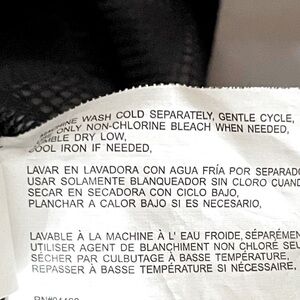 MACHINE WASH COLD SEPARATELY, GENTLE CYCLE,
ONLY NON-CHLORINE BLEACH WHEN NEEDED,
TUMBLE DRY LOW,
COOL IRON IF NEEDED,
LAVAR EN LAVADORA CON AGUA FRÍA POR SEPARADO
USAR SOLAMENTE BLANQUEADOR SIN CLORO CUAND
SECAR EN SECADORA CON CICLO BAJO,
PLANCHAR A CALOR BAJO SI ES NECESARIO,
LAVABLE À LA MACHINE À L' EAU FROIDE, SÉPARÉMEN
UTILISER AGENT DE BLANCHIMENT NON CHLORÉ SEU
SÉCHER PAR CULBUTAGE À BASSE TEMPÉRATURE,
REPASSER À BASSE TEMPÉRATURE SI NÉCESSAIRE.